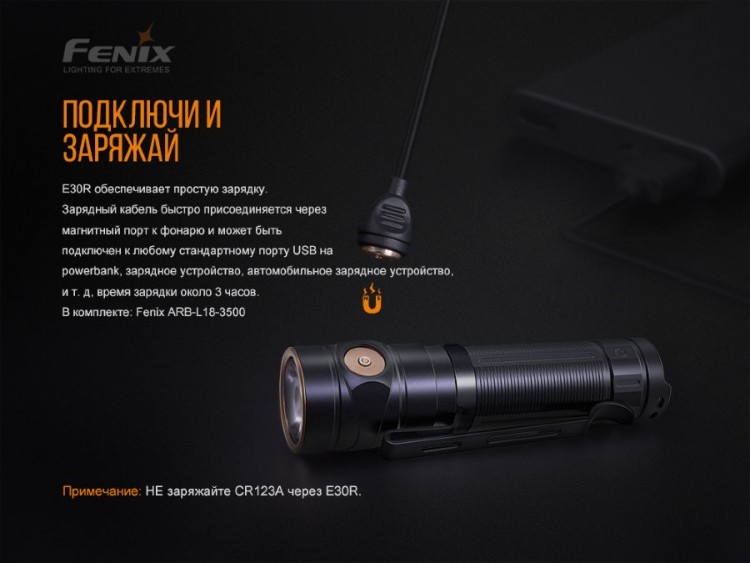 FENIX
LIGHTING FOR EXTREMES
ПОДКЛЮЧИ И
ЗАРЯЖАЙ
E30R обеспечивает простую зарядку.
Зарядный кабель быстро присоединяется через
магнитный порт к фонарю и может быть
подключен к любому стандартному порту USB на
powerbank, зарядное устройство, автомобильное зарядное устройство,
и т. д, время зарядки около 3 часов.
В комплекте: Fenix ARB-L18-3500
Примечание: НЕ заряжайте CR123A через E30R.